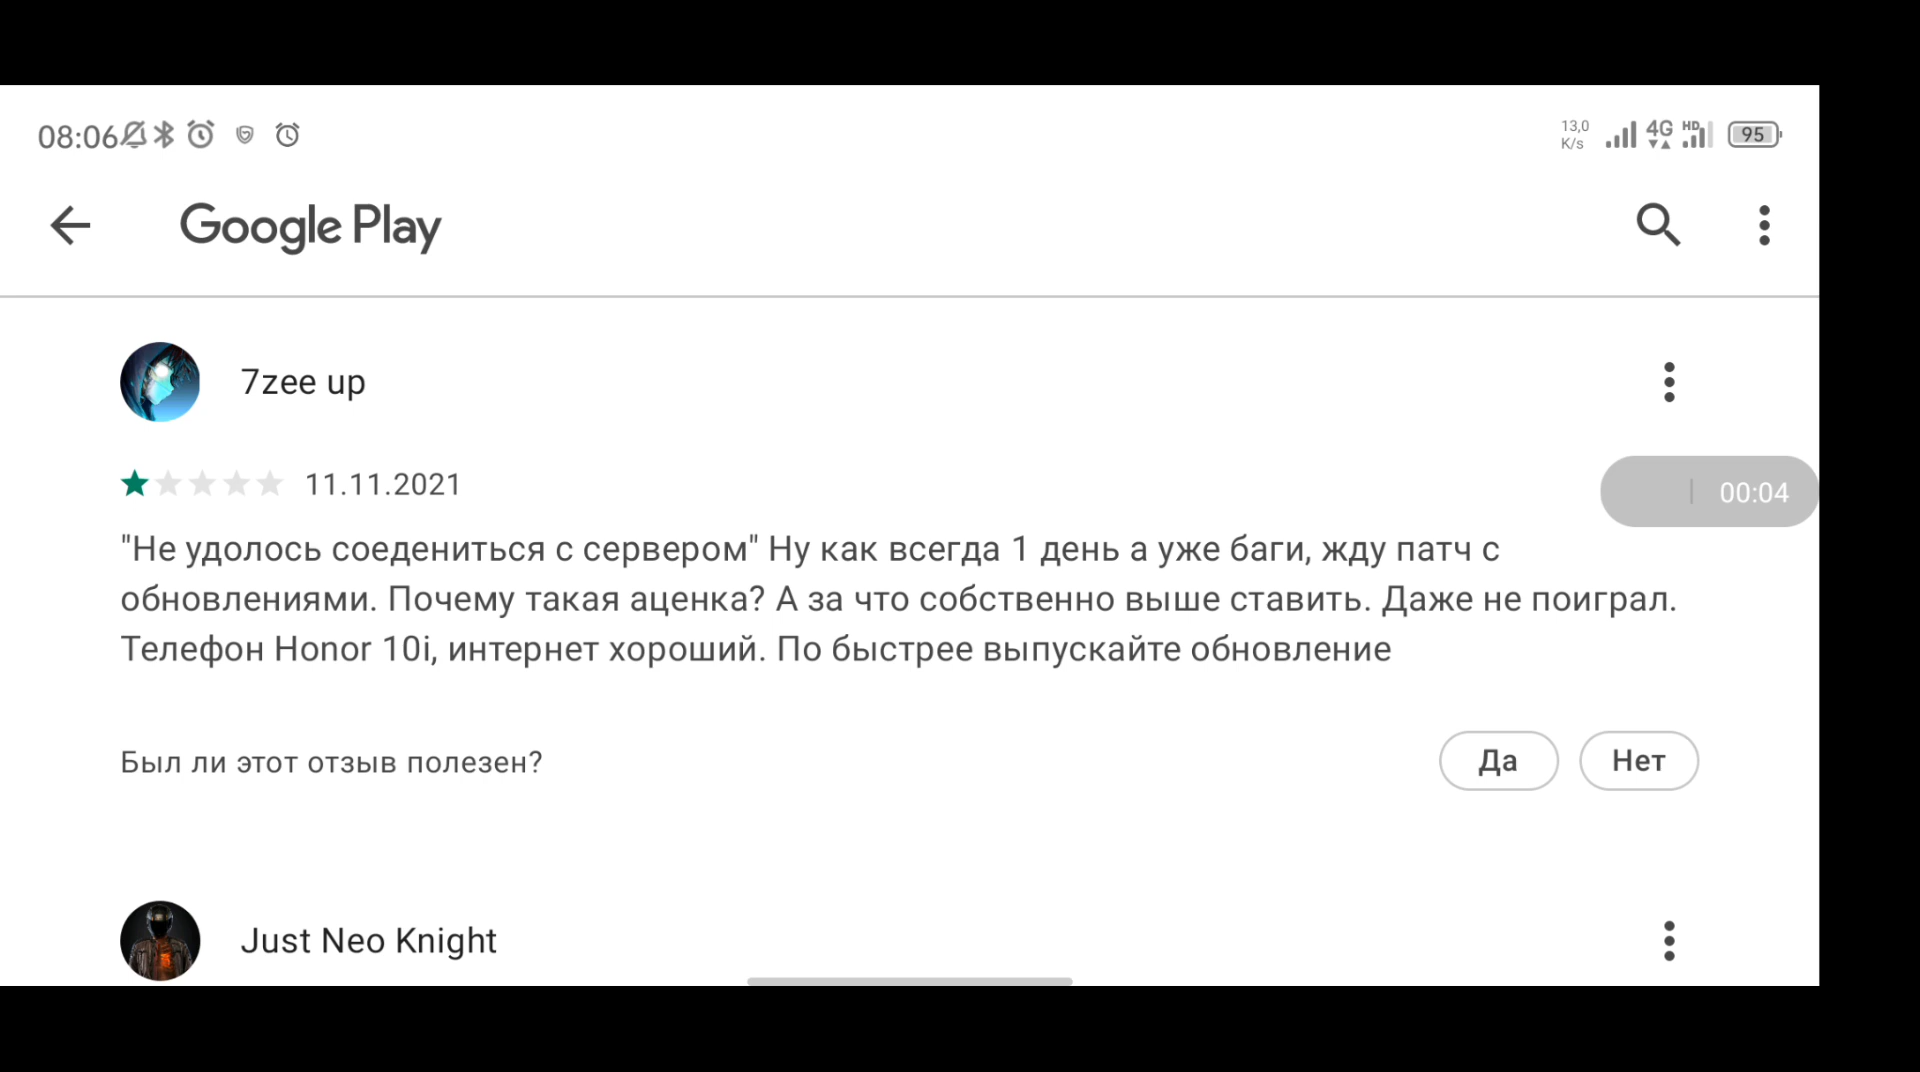 08:06
13,0
K/s
4G
HD
95
Google Play
7zee up
11.11.2021
00:04
"Не удолось соедениться с сервером" Ну как всегда 1 день а уже баги, жду патч с
обновлениями. Почему такая аценка? А за что собственно выше ставить. Даже не поиграл.
Телефон Honor 10i, интернет хороший. По быстрее выпускайте обновление
Был ли этот отзыв полезен?
Да
Нет
Just Neo Knight